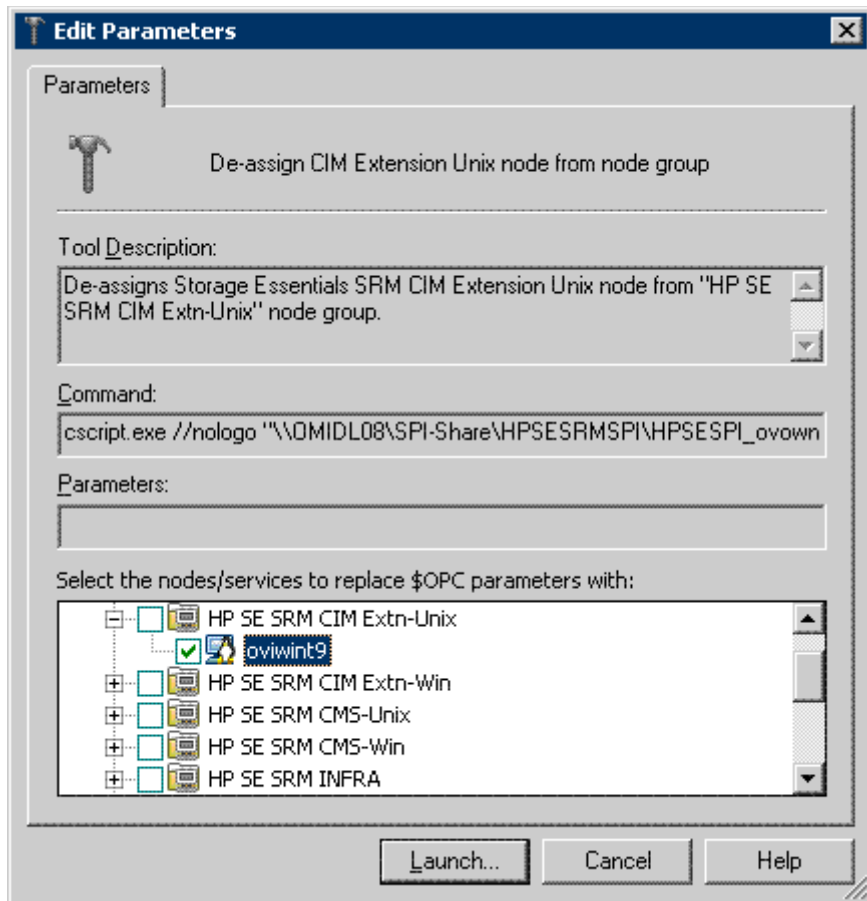 Edit Parameters
Parameters
De-assign CIM Extension Unix node from node group
Tool Description:
De-assigns Storage Essentials SRM CIM Extension Unix node from "HP SE
SRM CIM Extn-Unix" node group.
Command:
cscript.exe //nologo "\\OMIDL08\SPI-Share\HPSESRMSPI\HPSESPI_ovown
Parameters:
Select the nodes/services to replace $OPC parameters with:
HP SE SRM CIM Extn-Unix
oviwint9
HP SE SRM CIM Extn-Win
HP SE SRM CMS-Unix
HP SE SRM CMS-Win
HP SE SRM INFRA
Launch... Cancel Help